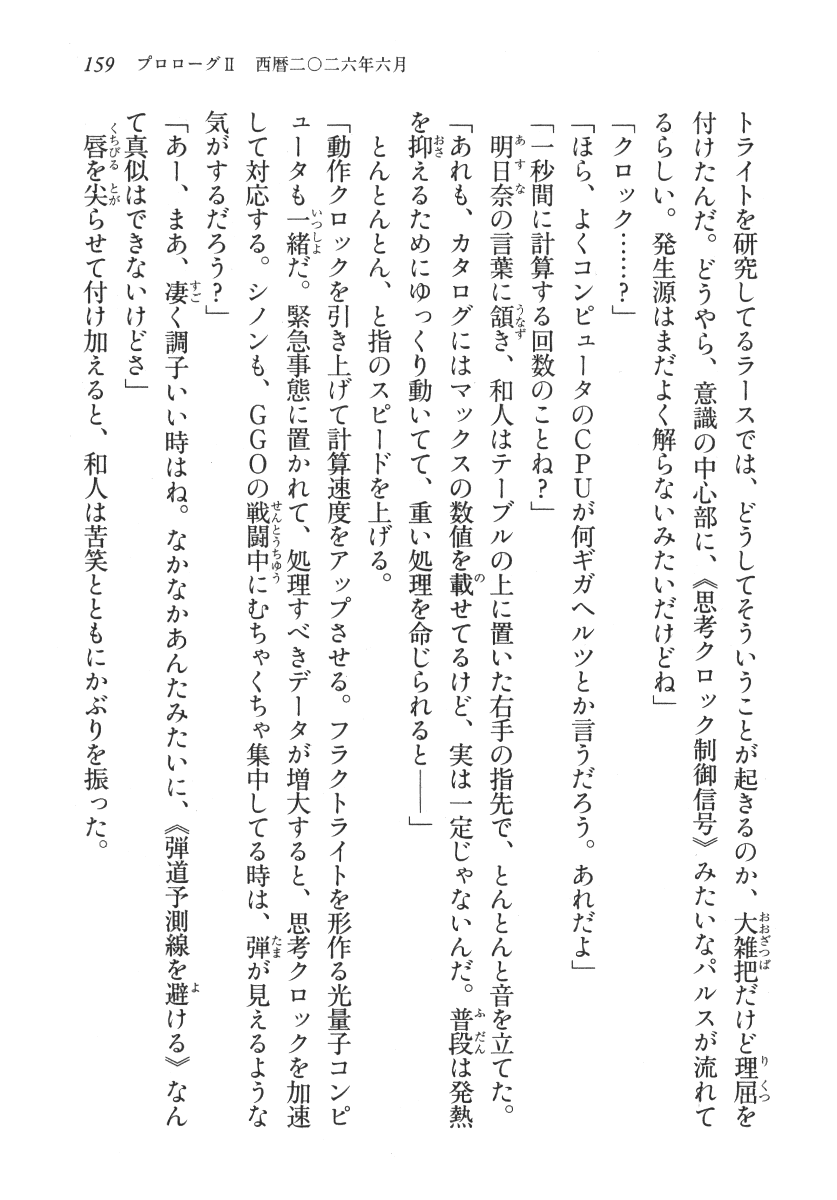 159　プロローグⅡ　西暦二〇二六年六月
トライトを研究してるラースでは、どうしてそういうことが起きるのか、大雑把だけど理屈を
付けたんだ。どうやら、意識の中心部に、《思考クロック制御信号》みたいなパルスが流れて
るらしい。発生源はまだよく解らないみたいだけどね」
「クロック……？」
「ほら、よくコンピュータのCPUが何ギガヘルツとか言うだろう。あれだよ」
「一秒間に計算する回数のことね？」
　明日奈の言葉に頷き、和人はテーブルの上に置いた右手の指先で、とんとんと音を立てた。
「あれも、カタログにはマックスの数値を載せてるけど、実は一定じゃないんだ。普段は発熱
を抑えるためにゆっくり動いてて、重い処理を命じられると――」
　とんとんとん、と指のスピードを上げる。
「動作クロックを引き上げて計算速度をアップさせる。フラクトライトを形作る光量子コンピ
ュータも一緒だ。緊急事態に置かれて、処理すべきデータが増大すると、思考クロックを加速
して対応する。シノンも、GGOの戦闘中にむちゃくちゃ集中してる時は、弾が見えるような
気がするだろう？」
「あー、まあ、凄く調子いい時はね。なかなかあんたみたいに、《弾道予測線を避ける》なん
て真似はできないけどさ」
　唇を尖らせて付け加えると、和人は苦笑とともにかぶりを振った。